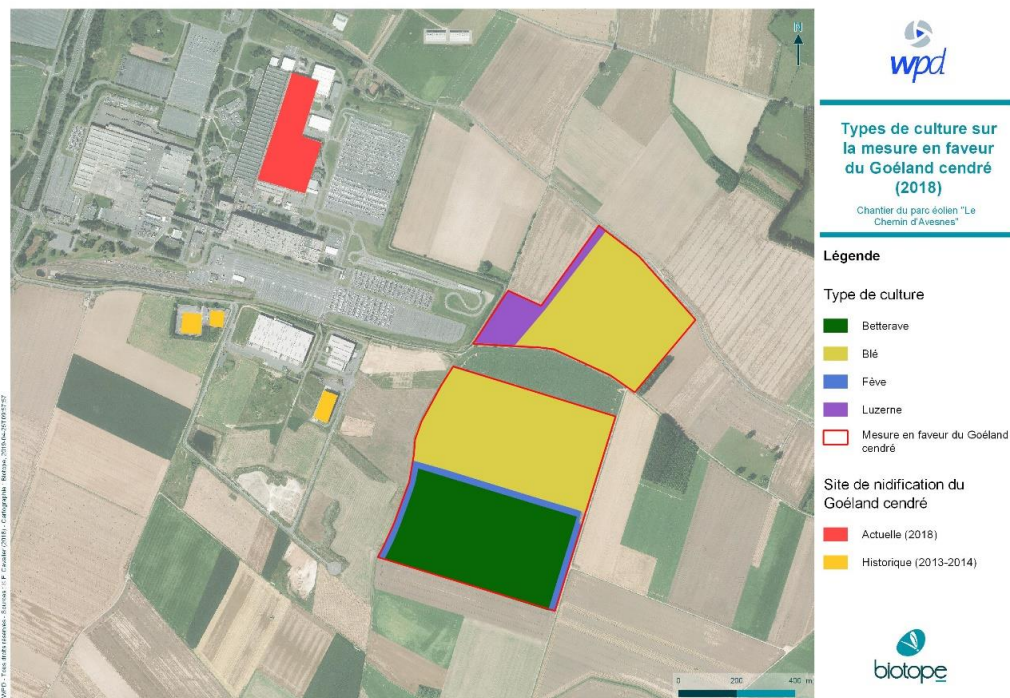 N
wpd
Types de culture sur
la mesure en faveur
du Goéland cendré
(2018)
Chantier du parc éolien "Le
Chemin d'Avesnes"
Légende
Type de culture
Betterave
Blé
Fève
Luzerne
Mesure en faveur du Goéland
cendré
Site de nidification du
Goéland cendré
Actuelle (2018)
Historique (2013-2014)
biotope
0 200 400 m